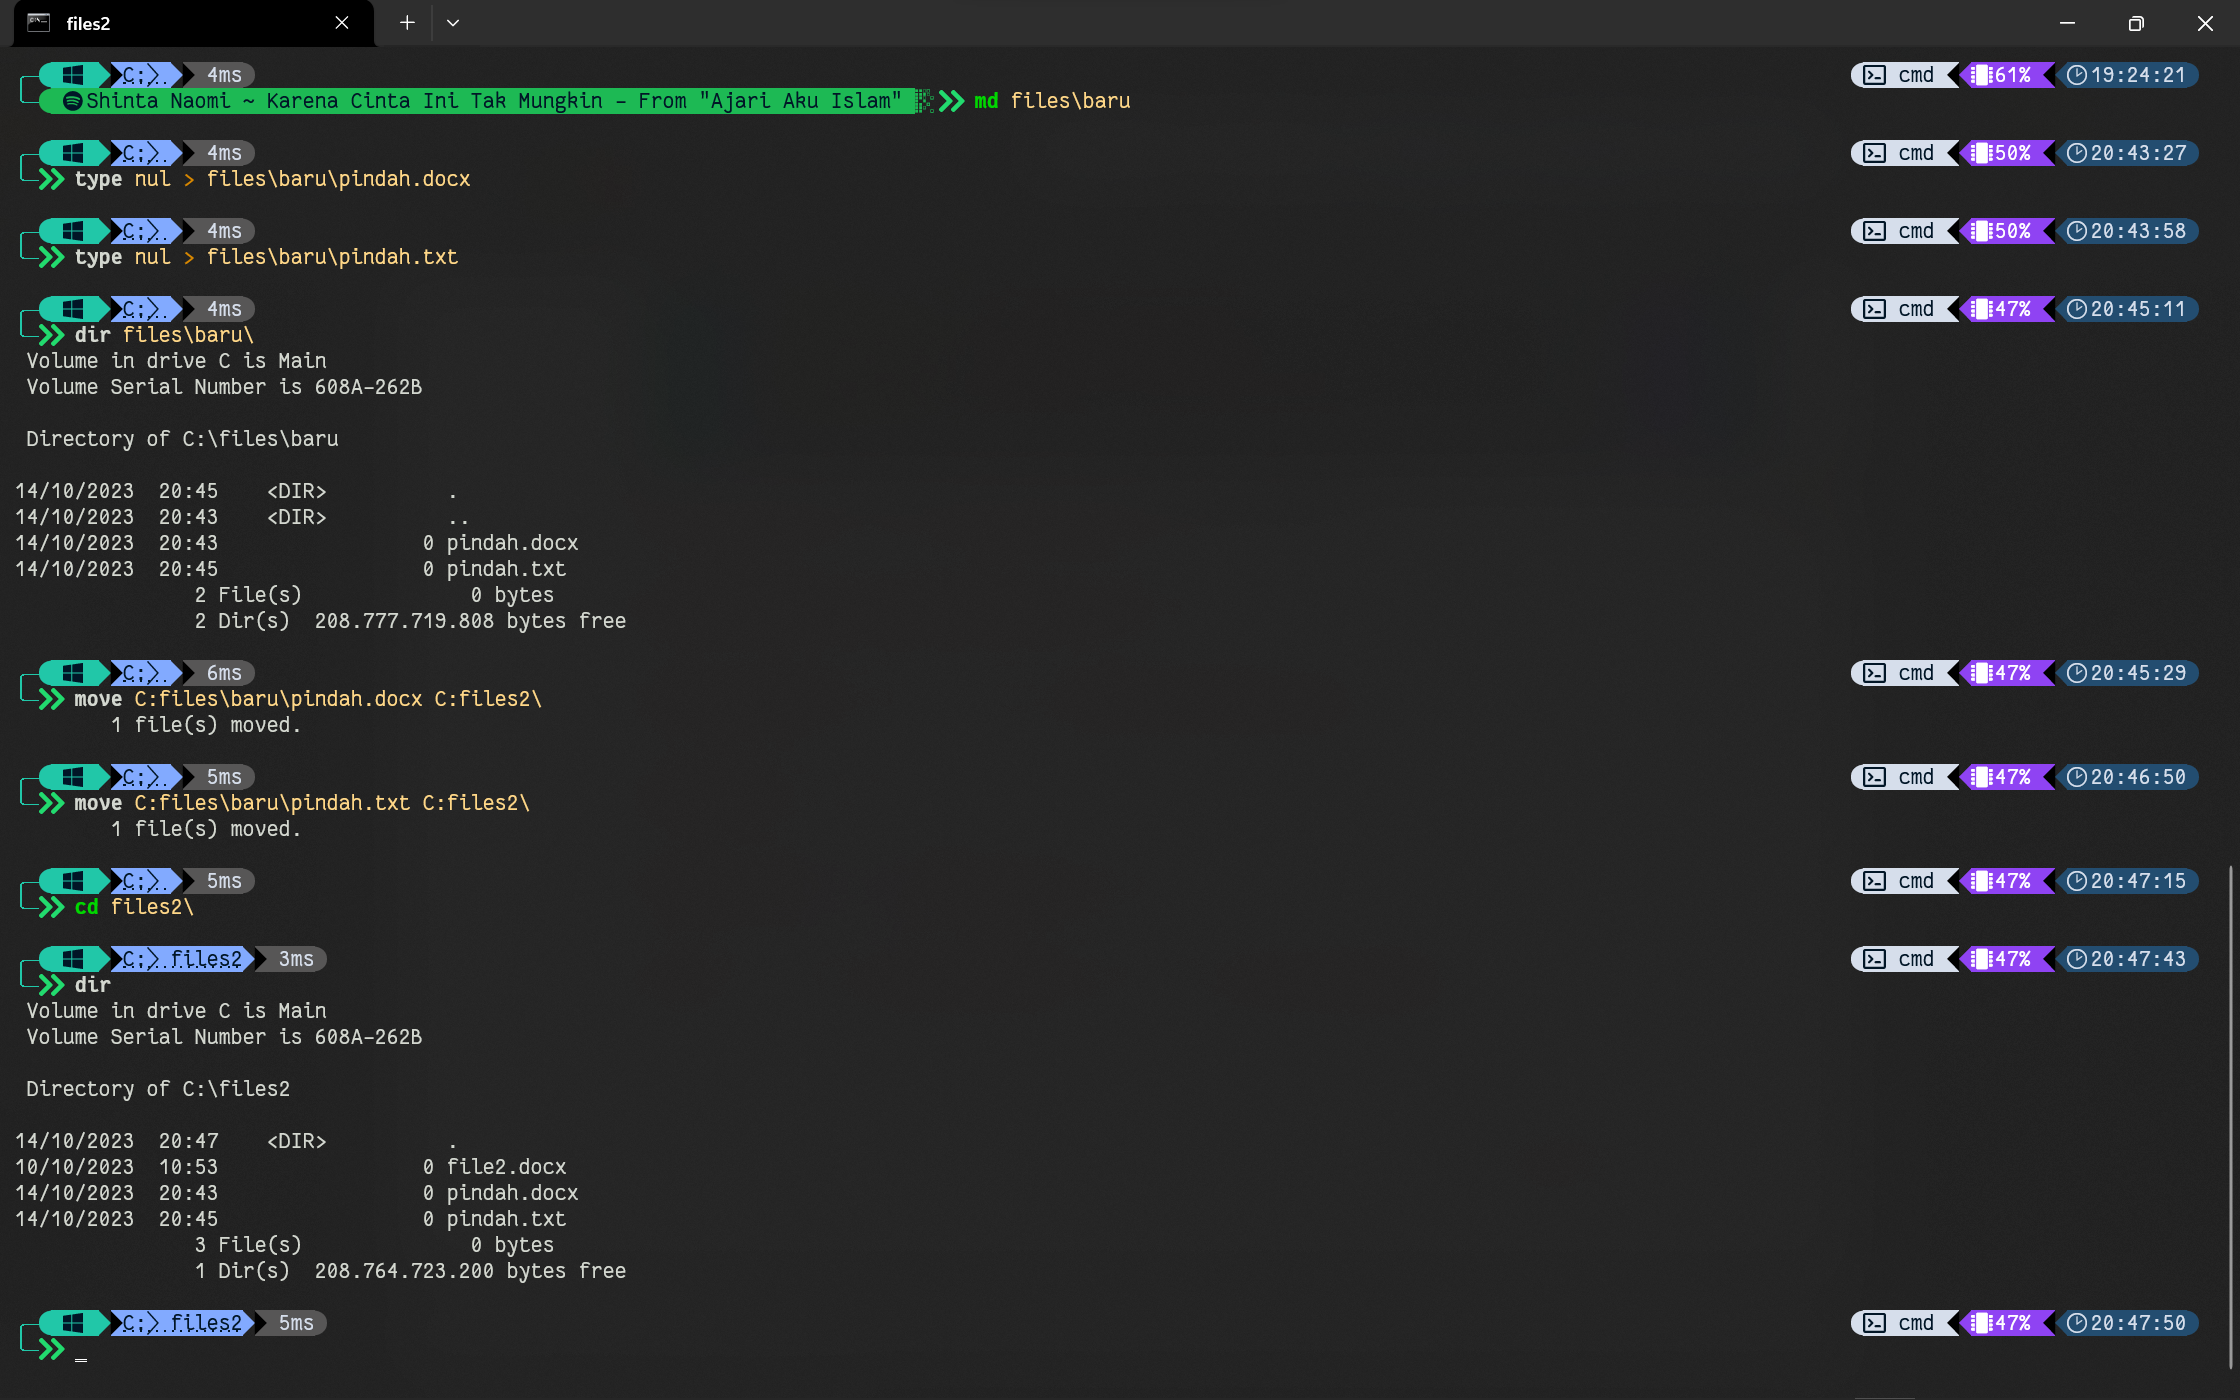 files2
C: 4ms cmd 61% 19:24:21
Shinta Naomi ~ Karena Cinta Ini Tak Mungkin - From "Ajari Aku Islam" md files\baru
C: 4ms cmd 50% 20:43:27
type nul > files\baru\pindah.docx
C: 4ms cmd 50% 20:43:58
type nul > files\baru\pindah.txt
C: 4ms cmd 47% 20:45:11
dir files\baru\
Volume in drive C is Main
Volume Serial Number is 608A-262B
Directory of C:\files\baru
14/10/2023 20:45 <DIR> .
14/10/2023 20:43 <DIR> ..
14/10/2023 20:43 0 pindah.docx
14/10/2023 20:45 0 pindah.txt
2 File(s) 0 bytes
2 Dir(s) 208.777.719.808 bytes free
C: 6ms cmd 47% 20:45:29
move C:files\baru\pindah.docx C:files2\
1 file(s) moved.
C: 5ms cmd 47% 20:46:50
move C:files\baru\pindah.txt C:files2\
1 file(s) moved.
C: 5ms cmd 47% 20:47:15
cd files2\
C: files2 3ms cmd 47% 20:47:43
dir
Volume in drive C is Main
Volume Serial Number is 608A-262B
Directory of C:\files2
14/10/2023 20:47 <DIR> .
10/10/2023 10:53 0 file2.docx
14/10/2023 20:43 0 pindah.docx
14/10/2023 20:45 0 pindah.txt
3 File(s) 0 bytes
1 Dir(s) 208.764.723.200 bytes free
C: files2 5ms cmd 47% 20:47:50